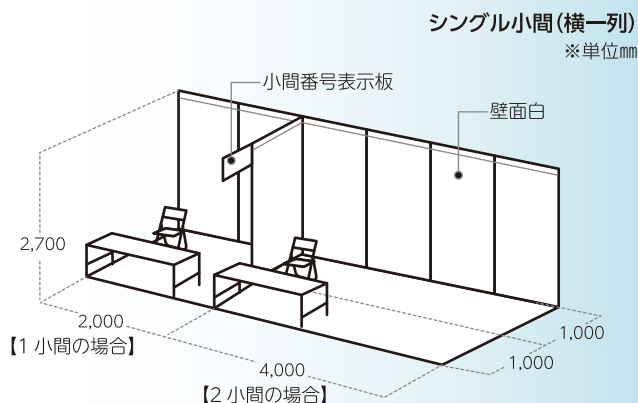 シングル小間（横一列）
※単位㎜
小間番号表示板
壁面白
2,700
2,000
【1 小間の場合】
4,000
【2 小間の場合】
1,000
1,000